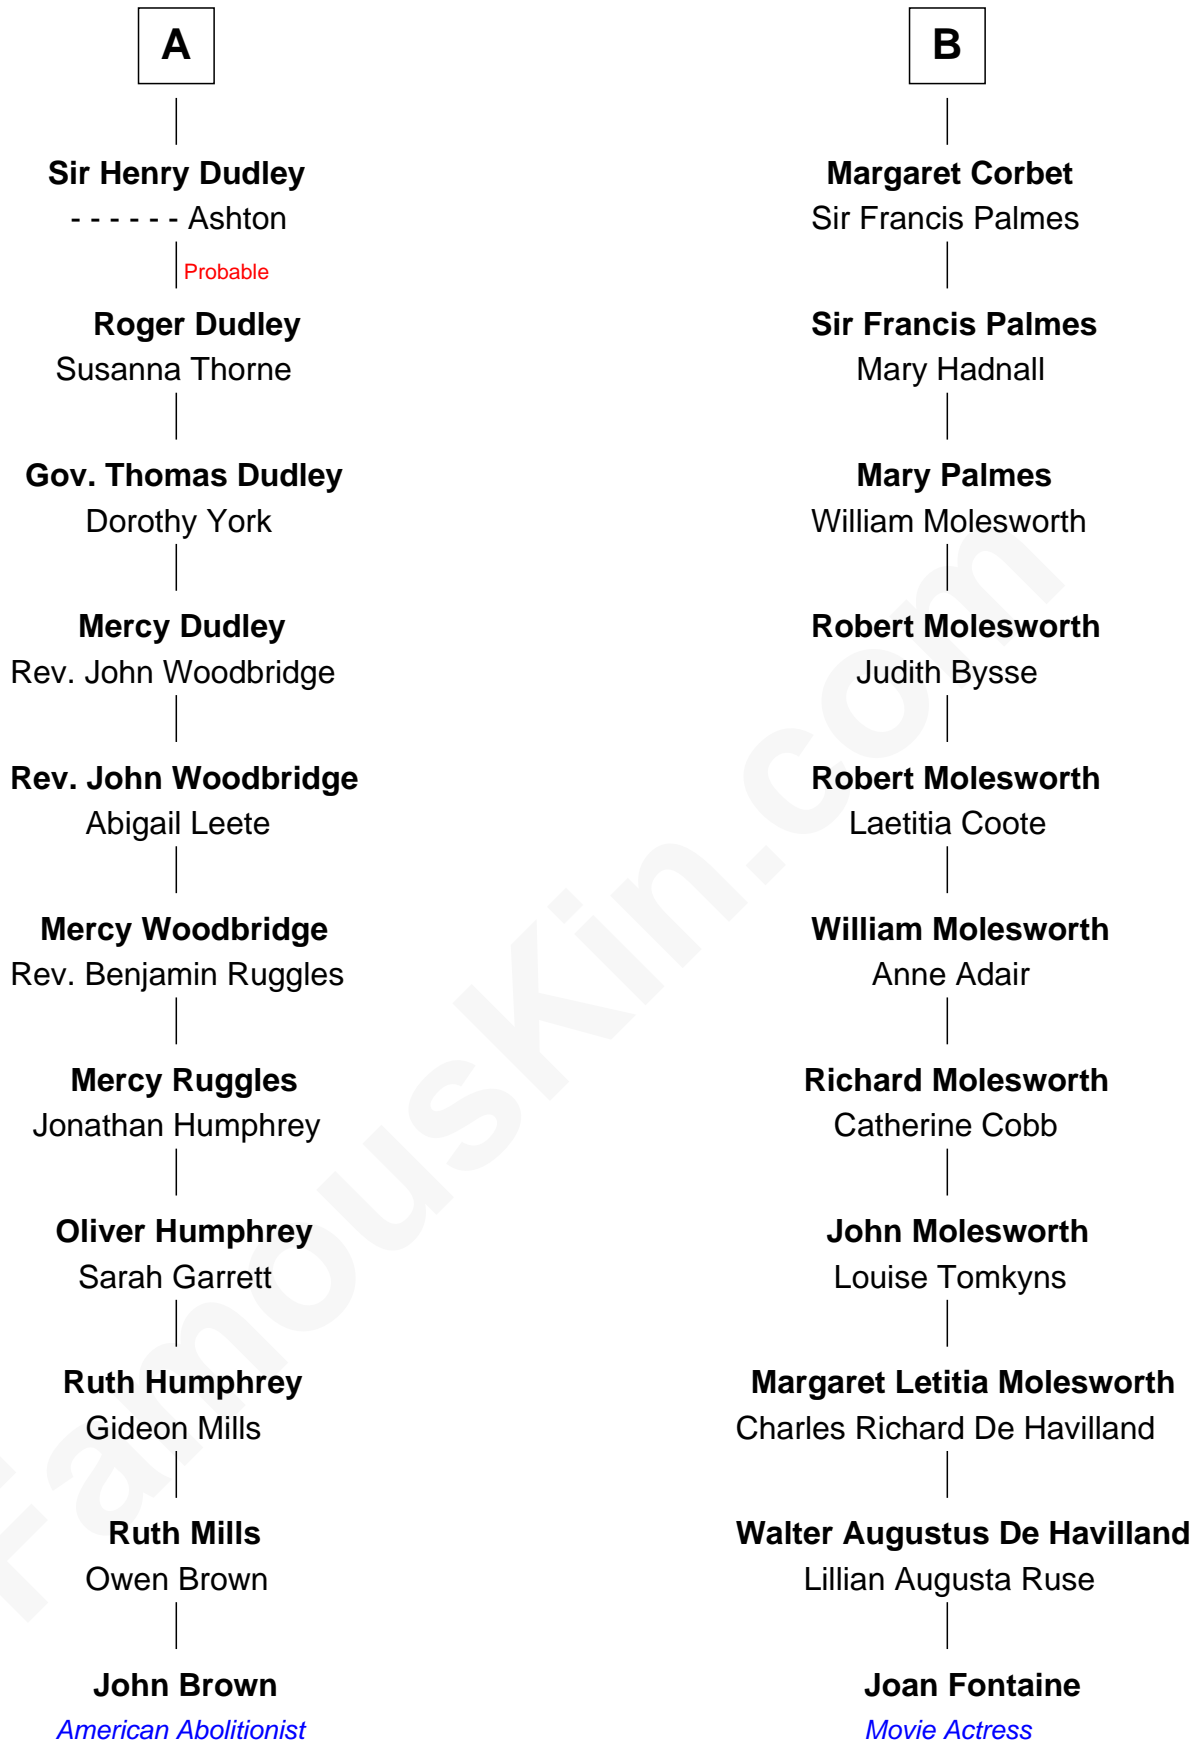 A
Sir Henry Dudley
- - - - - - Ashton
Probable
Roger Dudley
Susanna Thorne
Gov. Thomas Dudley
Dorothy York
Mercy Dudley
Rev. John Woodbridge
Rev. John Woodbridge
Abigail Leete
Mercy Woodbridge
Rev. Benjamin Ruggles
Mercy Ruggles
Jonathan Humphrey
Oliver Humphrey
Sarah Garrett
Ruth Humphrey
Gideon Mills
Ruth Mills
Owen Brown
John Brown
American Abolitionist
B
Margaret Corbet
Sir Francis Palmes
Sir Francis Palmes
Mary Hadnall
Mary Palmes
William Molesworth
Robert Molesworth
Judith Bysse
Robert Molesworth
Laetitia Coote
William Molesworth
Anne Adair
Richard Molesworth
Catherine Cobb
John Molesworth
Louise Tomkyns
Margaret Letitia Molesworth
Charles Richard De Havilland
Walter Augustus De Havilland
Lillian Augusta Ruse
Joan Fontaine
Movie Actress
FamousKin.com